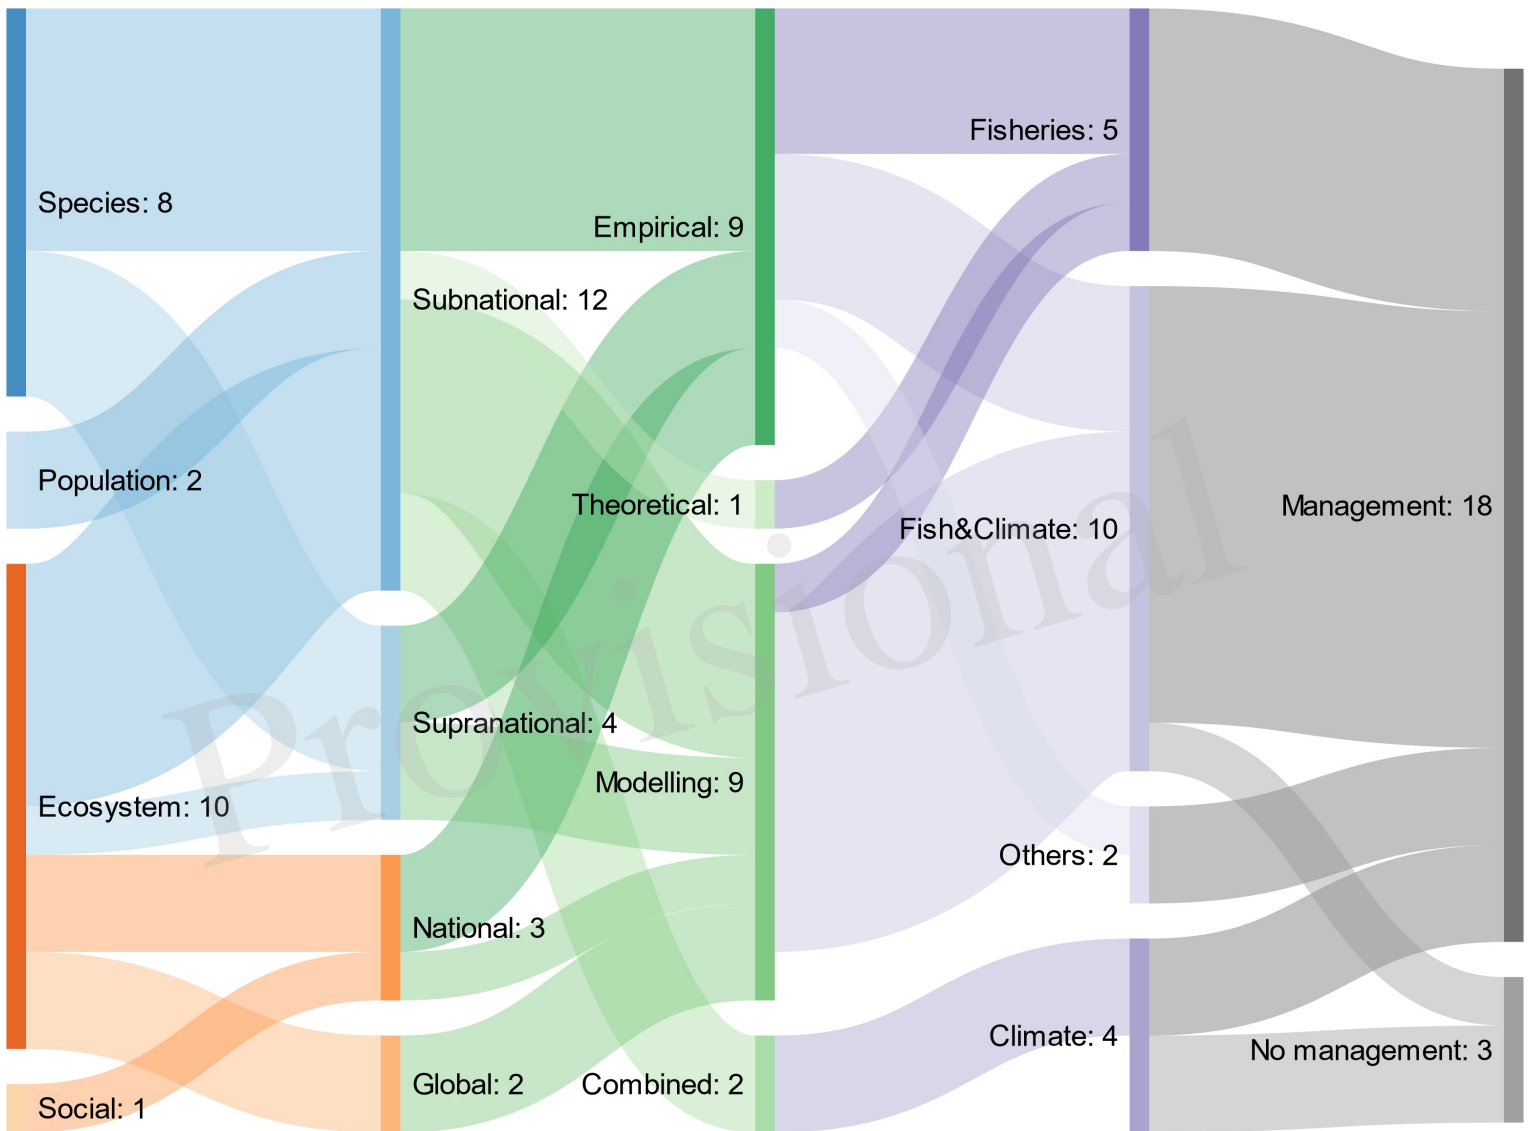 Species: 8
Population: 2
Ecosystem: 10
Social: 1
Subnational: 12
Supranational: 4
National: 3
Global: 2
Empirical: 9
Theoretical: 1
Modelling: 9
Combined: 2
Fisheries: 5
Fish&Climate: 10
Others: 2
Climate: 4
Management: 18
No management: 3
Provisional